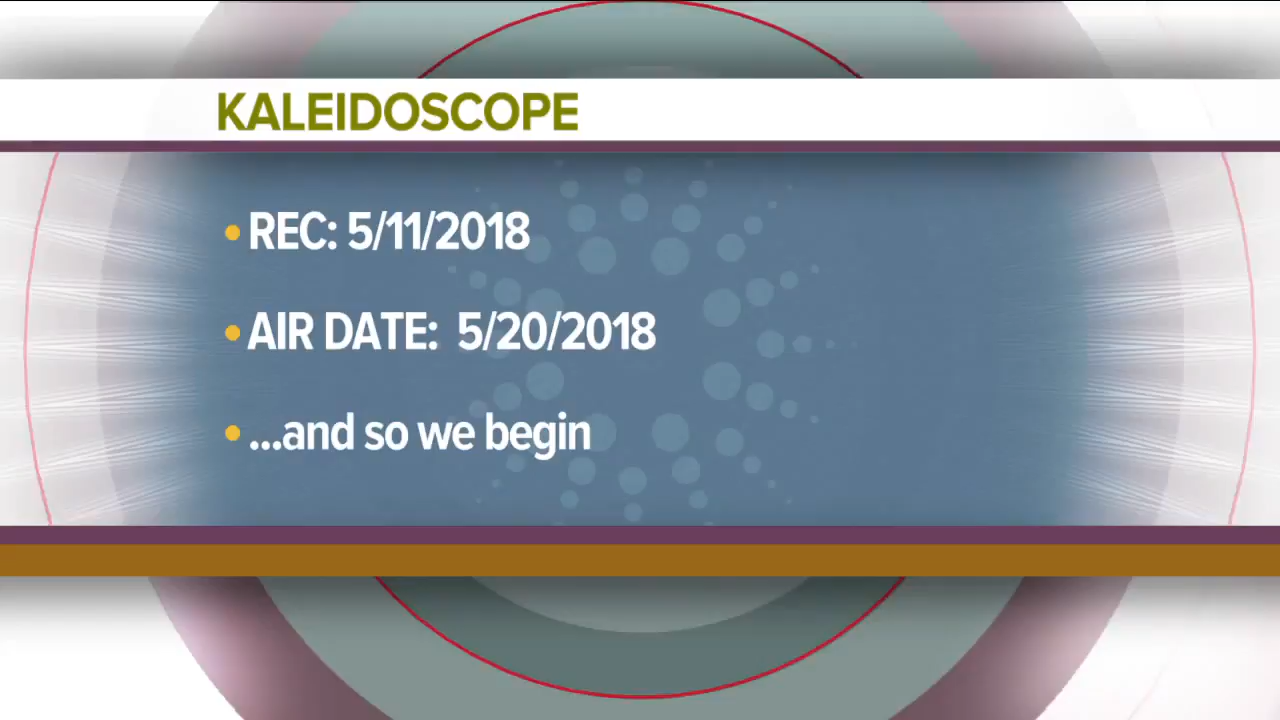 KALEIDOSCOPE
• REC: 5/11/2018
• AIR DATE: 5/20/2018
• ...and so we begin